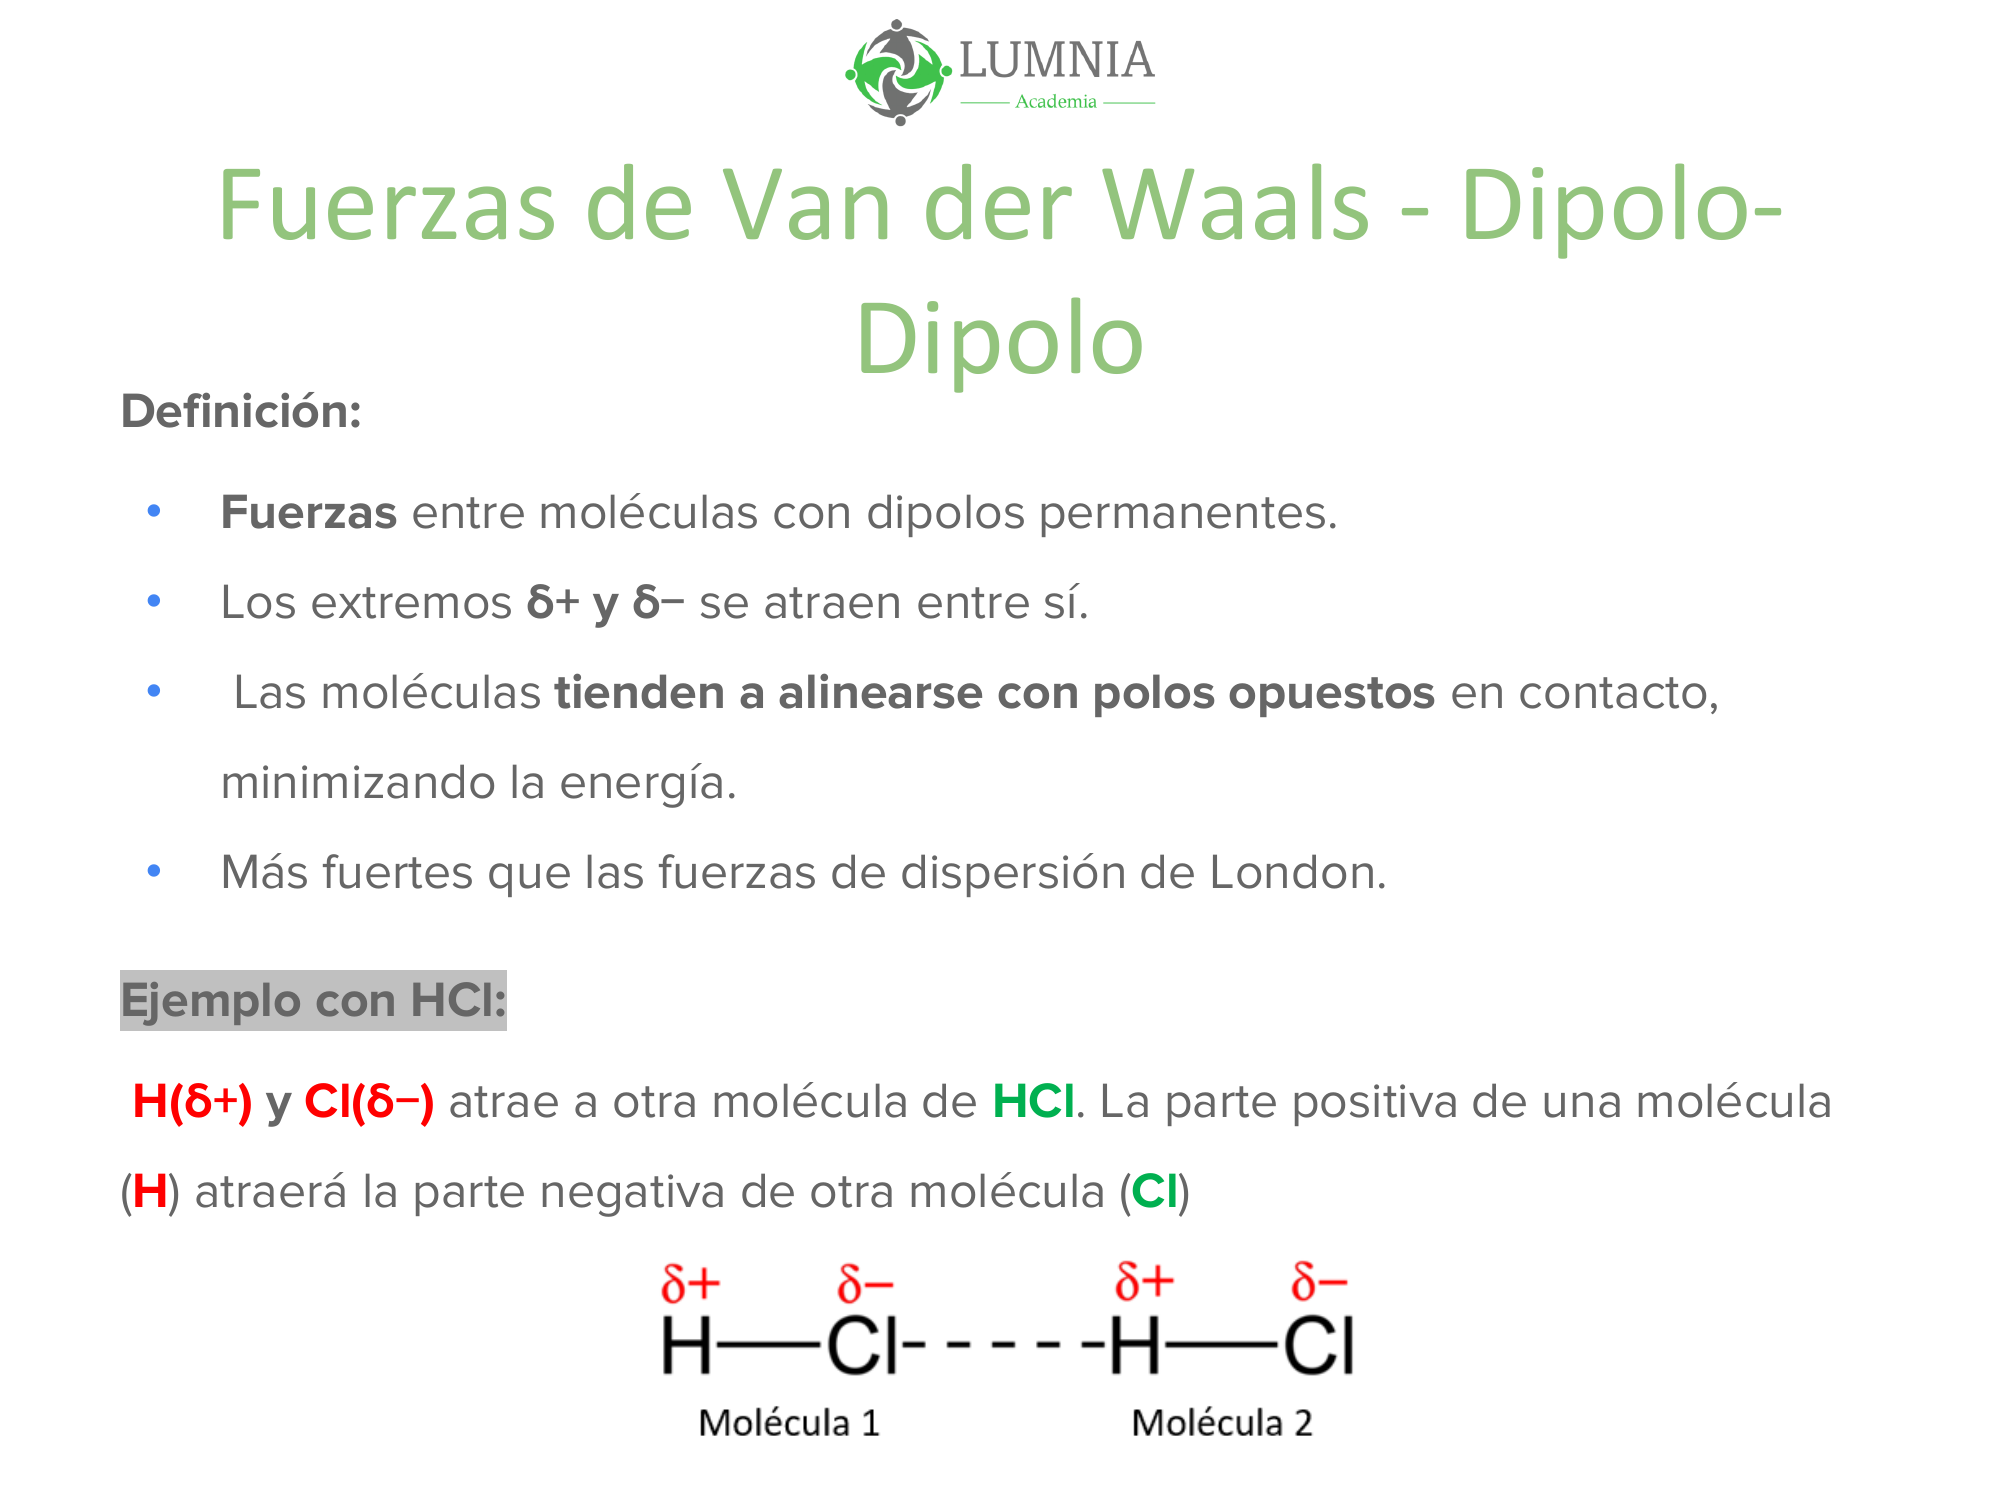 LUMNIA
Academia
Fuerzas de Van der Waals - Dipolo-
Dipolo
Definición:
• Fuerzas entre moléculas con dipolos permanentes.
• Los extremos δ+ y δ− se atraen entre sí.
• Las moléculas tienden a alinearse con polos opuestos en contacto,
minimizando la energía.
• Más fuertes que las fuerzas de dispersión de London.
Ejemplo con HCl:
H(δ+) y Cl(δ−) atrae a otra molécula de HCl. La parte positiva de una molécula
(H) atraerá la parte negativa de otra molécula (Cl)
δ+ δ− δ+ δ−
H—Cl- - - - -H—Cl
Molécula 1 Molécula 2